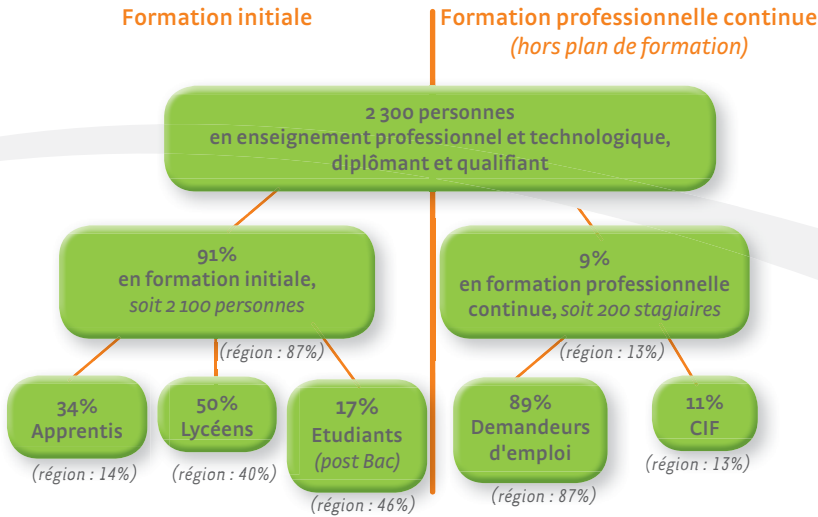 Formation initiale
Formation professionnelle continue
(hors plan de formation)
2 300 personnes
en enseignement professionnel et technologique,
diplômant et qualifiant
91%
en formation initiale,
soit 2 100 personnes
(région : 87%)
9%
en formation professionnelle
continue, soit 200 stagiaires
(région : 13%)
34%
Apprentis
(région : 14%)
50%
Lycéens
(région : 40%)
17%
Etudiants
(post Bac)
(région : 46%)
89%
Demandeurs
d'emploi
(région : 87%)
11%
CIF
(région : 13%)